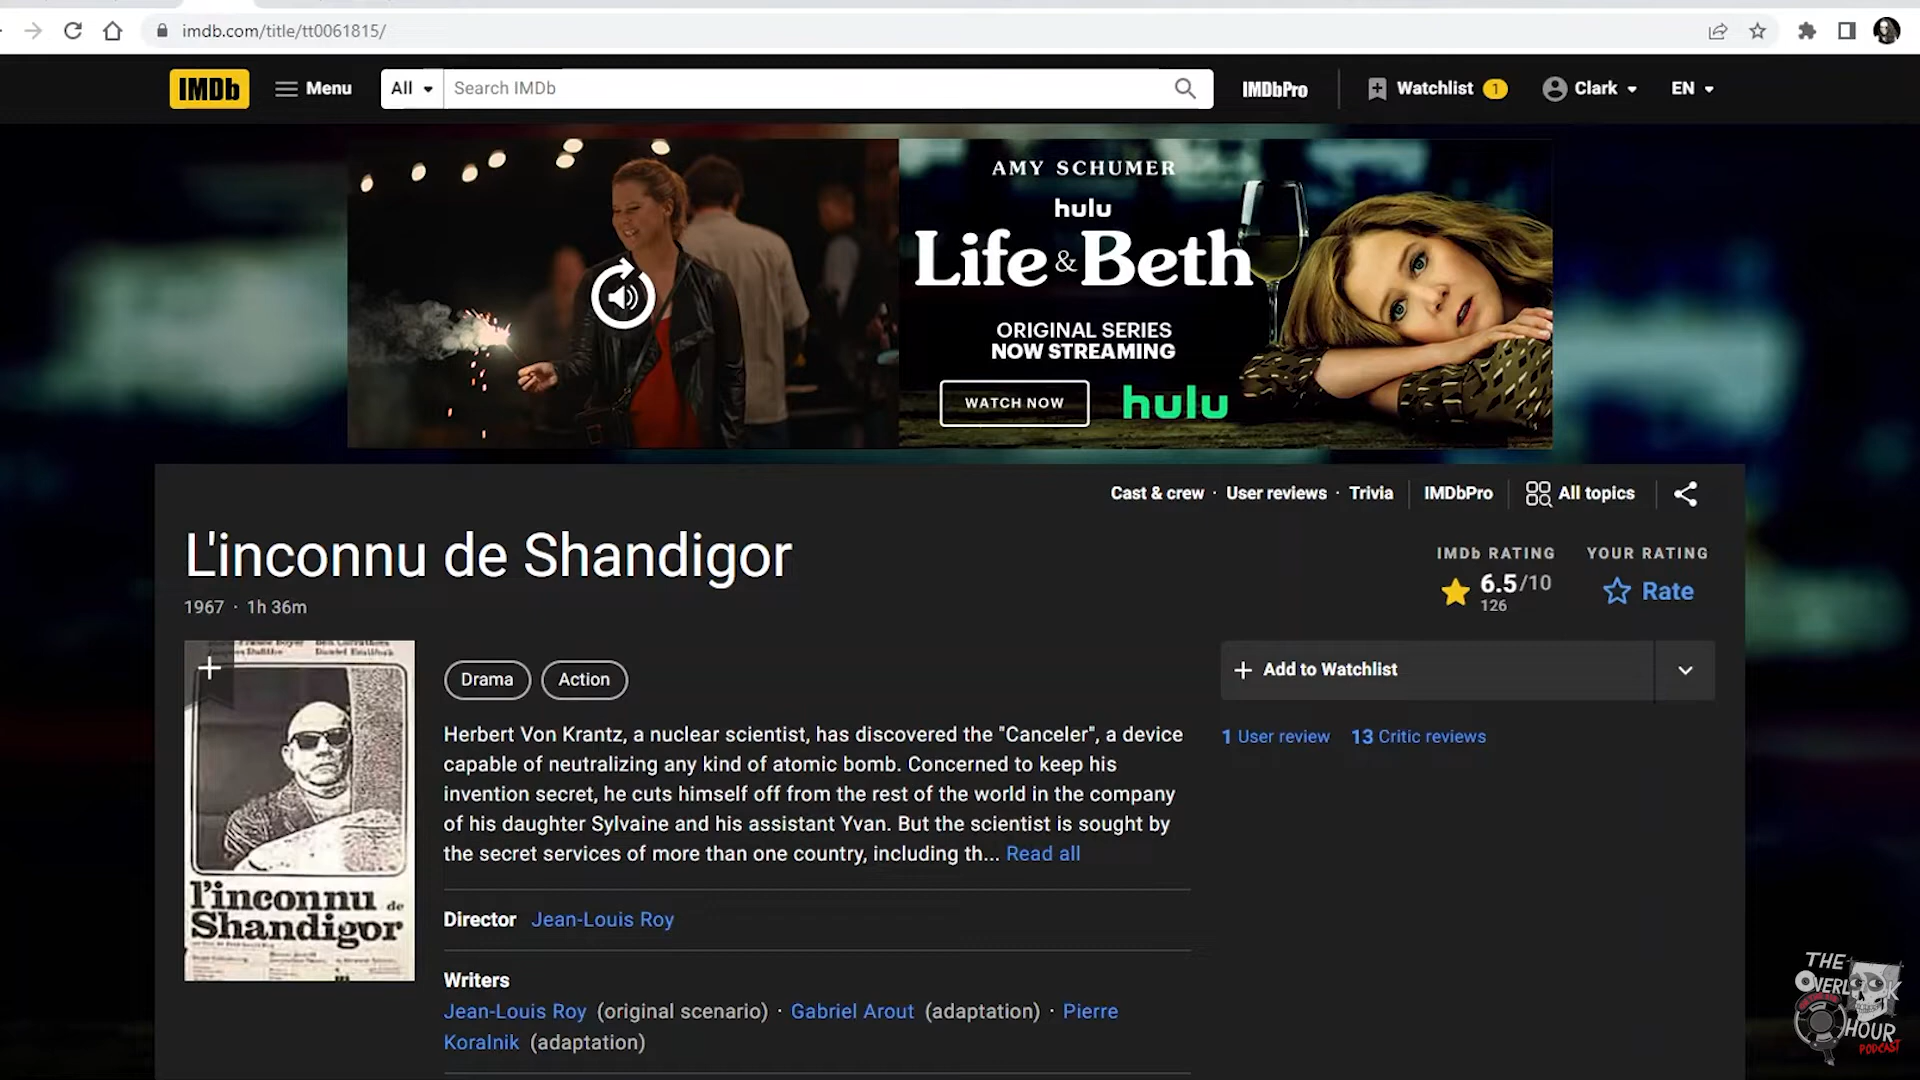 imdb.com/title/tt0061815/
IMDb
Menu
All
Search IMDb
IMDbPro
Watchlist 1
Clark
EN
AMY SCHUMER
hulu
Life & Beth
ORIGINAL SERIES
NOW STREAMING
WATCH NOW
hulu
Cast & crew · User reviews · Trivia
IMDbPro
All topics
L'inconnu de Shandigor
1967 · 1h 36m
IMDb RATING
6.5/10
126
YOUR RATING
Rate
l'inconnu de
Shandigor
Drama
Action
Herbert Von Krantz, a nuclear scientist, has discovered the "Canceler", a device
capable of neutralizing any kind of atomic bomb. Concerned to keep his
invention secret, he cuts himself off from the rest of the world in the company
of his daughter Sylvaine and his assistant Yvan. But the scientist is sought by
the secret services of more than one country, including th... Read all
Add to Watchlist
1 User review 13 Critic reviews
Director Jean-Louis Roy
Writers
Jean-Louis Roy (original scenario) · Gabriel Arout (adaptation) · Pierre
Koralnik (adaptation)
THE
OVERLOOK
HOUR
PODCAST